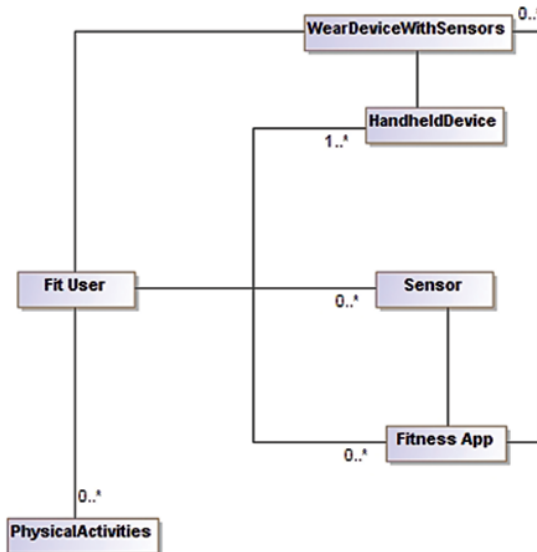 0..*
WearDeviceWithSensors
HandheldDevice
1..*
Fit User
Sensor
0..*
Fitness App
0..*
0..*
PhysicalActivities